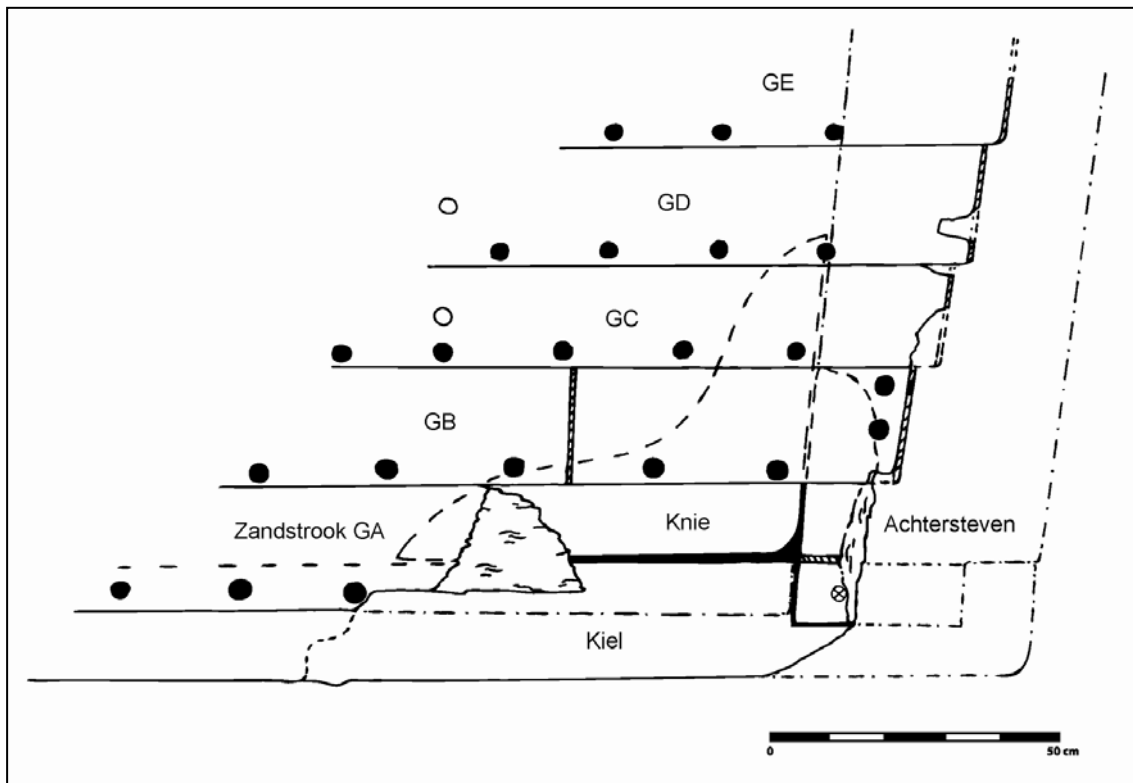 GE
GD
GC
GB
Zandstrook GA
Knie
Achtersteven
Kiel
0
50 cm